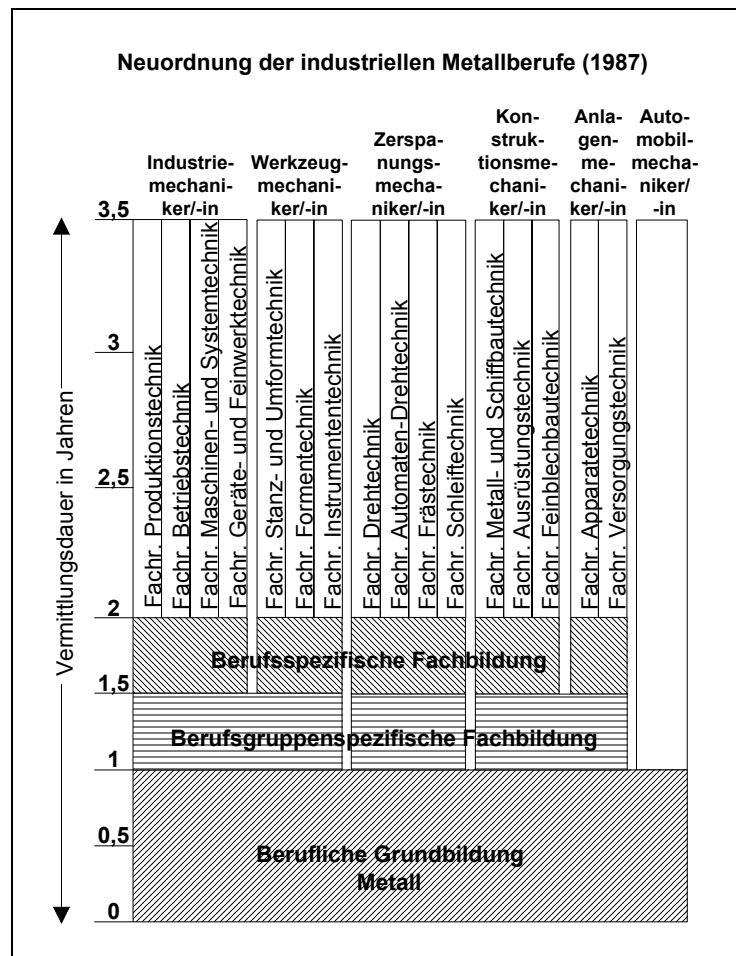 Neuordnung der industriellen Metallberufe (1987)
Industrie-
mechani-
ker/-in
Werkzeug-
mechani-
ker/-in
Zerspa-
nungs-
mecha-
niker/-in
Kon-
struk-
tionsme-
chani-
ker/-in
Anla-
gen-
me-
chani-
ker/-in
Auto-
mobil-
mecha-
niker/
-in
Vermittlungsdauer in Jahren
3,5
3
2,5
2
1,5
1
0,5
0
Fachr. Produktionstechnik
Fachr. Betriebstechnik
Fachr. Maschinen- und Systemtechnik
Fachr. Geräte- und Feinwerktechnik
Fachr. Stanz- und Umformtechnik
Fachr. Formentechnik
Fachr. Instrumententechnik
Fachr. Drehtechnik
Fachr. Automaten-Drehtechnik
Fachr. Frästechnik
Fachr. Schleiftechnik
Fachr. Metall- und Schiffbautechnik
Fachr. Ausrüstungstechnik
Fachr. Feinblechbautechnik
Fachr. Apparatetechnik
Fachr. Versorgungstechnik
Berufsspezifische Fachbildung
Berufsgruppenspezifische Fachbildung
Berufliche Grundbildung
Metall